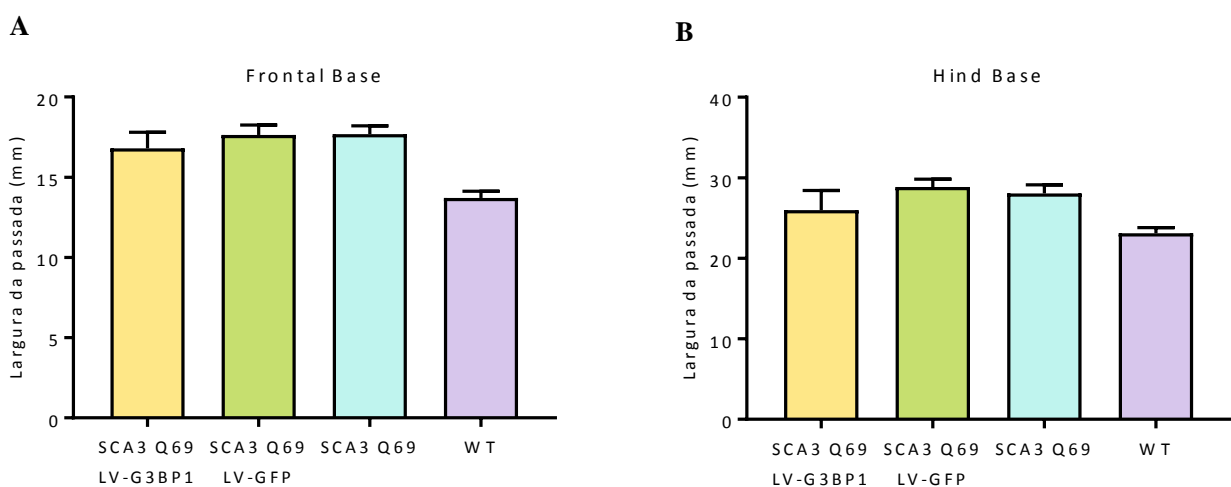 A
Frontal Base
Largura da passada (mm)
20
15
10
5
0
SCA3 Q69 SCA3 Q69 SCA3 Q69 WT
LV-G3BP1 LV-GFP
B
Hind Base
Largura da passada (mm)
40
30
20
10
0
SCA3 Q69 SCA3 Q69 SCA3 Q69 WT
LV-G3BP1 LV-GFP